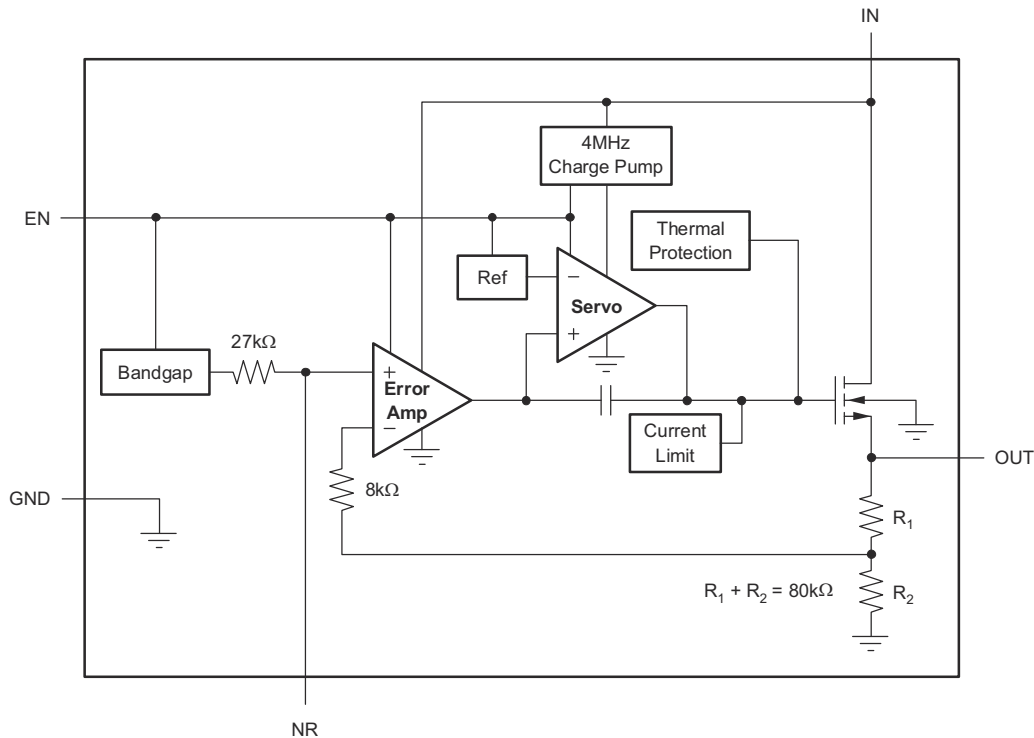 IN
4MHz
Charge Pump
EN
Thermal
Protection
Ref
−
Servo
+
27kΩ
Bandgap
+
Error
Amp
−
Current
Limit
OUT
GND
8kΩ
R1
R1 + R2 = 80kΩ
R2
NR